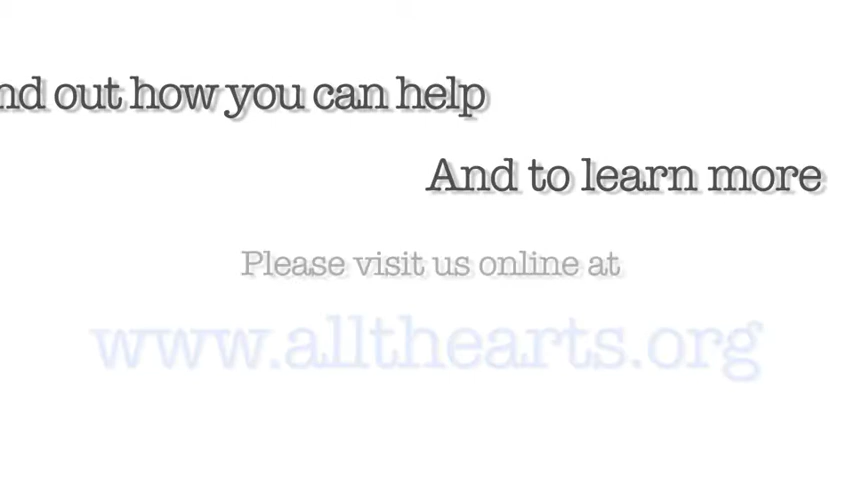 nd out how you can help
And to learn more
Please visit us online at
www.allthearts.org